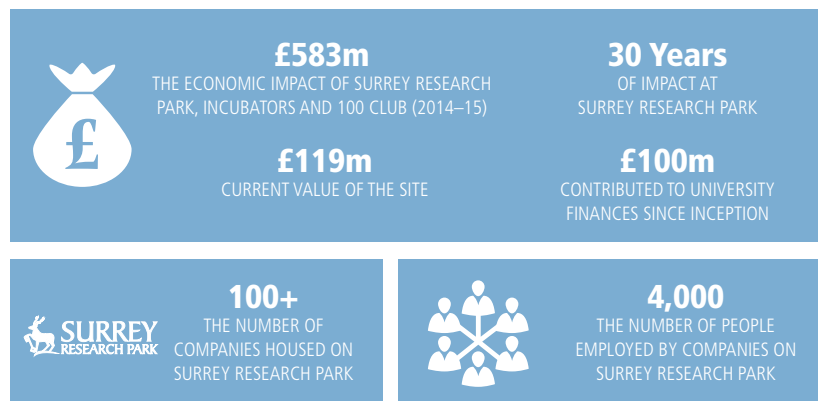 £583m
THE ECONOMIC IMPACT OF SURREY RESEARCH
PARK, INCUBATORS AND 100 CLUB (2014–15)
30 Years
OF IMPACT AT
SURREY RESEARCH PARK
£
£119m
CURRENT VALUE OF THE SITE
£100m
CONTRIBUTED TO UNIVERSITY
FINANCES SINCE INCEPTION
SURREY
RESEARCH PARK
100+
THE NUMBER OF
COMPANIES HOUSED ON
SURREY RESEARCH PARK
4,000
THE NUMBER OF PEOPLE
EMPLOYED BY COMPANIES ON
SURREY RESEARCH PARK